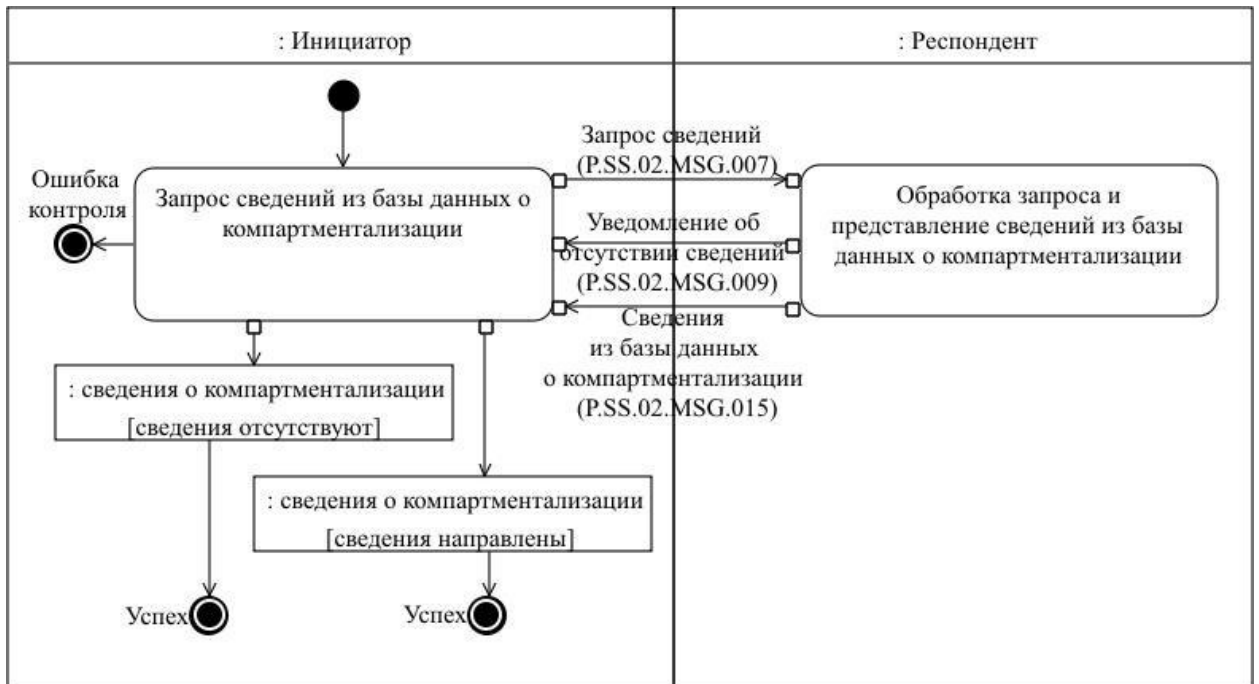 : Инициатор
: Респондент
Запрос сведений
(P.SS.02.MSG.007)
Ошибка
контроля
Запрос сведений из базы данных о
компартментализации
Уведомление об
отсутствии сведений
(P.SS.02.MSG.009)
Обработка запроса и
представление сведений из базы
данных о компартментализации
Сведения
из базы данных
о компартментализации
(P.SS.02.MSG.015)
: сведения о компартментализации
[сведения отсутствуют]
: сведения о компартментализации
[сведения направлены]
Успех
Успех